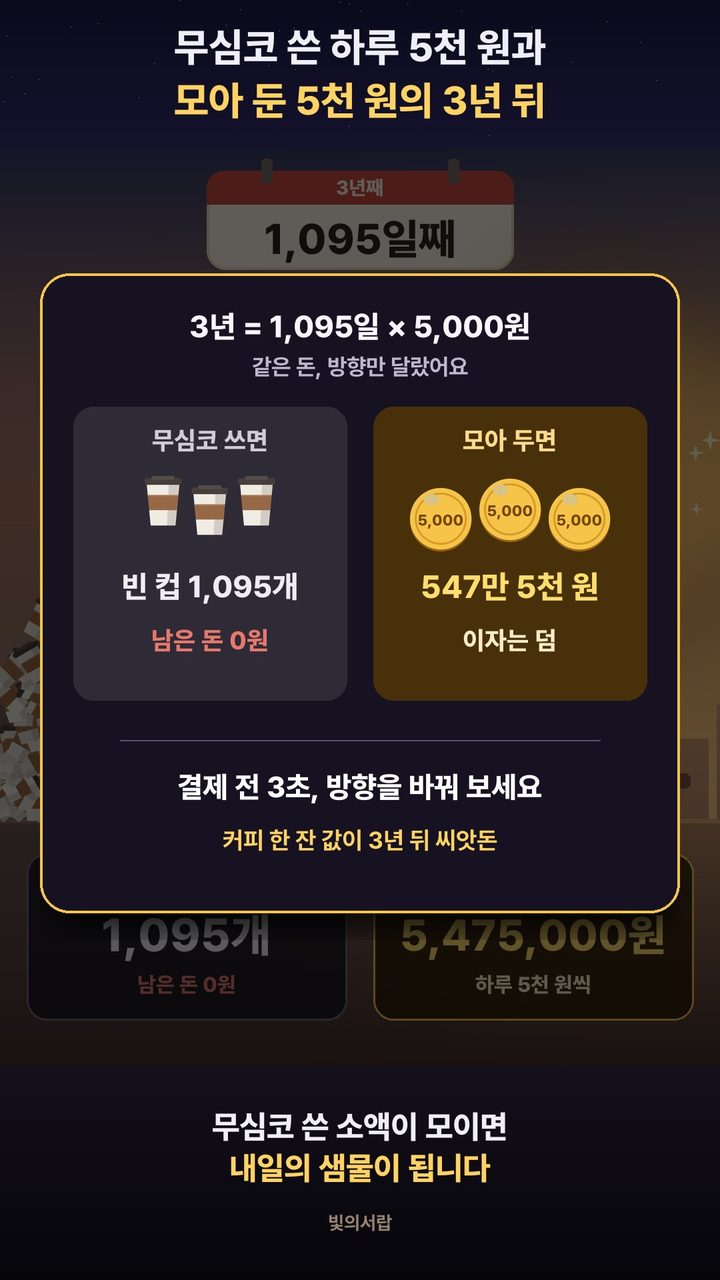 무심코 쓴 하루 5천 원과
모아 둔 5천 원의 3년 뒤
3년째
1,095일째
3년 = 1,095일 × 5,000원
같은 돈, 방향만 달랐어요
무심코 쓰면
모아 두면
5,000
5,000
5,000
빈 컵 1,095개
547만 5천 원
남은 돈 0원
이자는 덤
결제 전 3초, 방향을 바꿔 보세요
커피 한 잔 값이 3년 뒤 씨앗돈
1,095개
5,475,000원
남은 돈 0원
하루 5천 원씩
무심코 쓴 소액이 모이면
내일의 샘물이 됩니다
빛의서랍